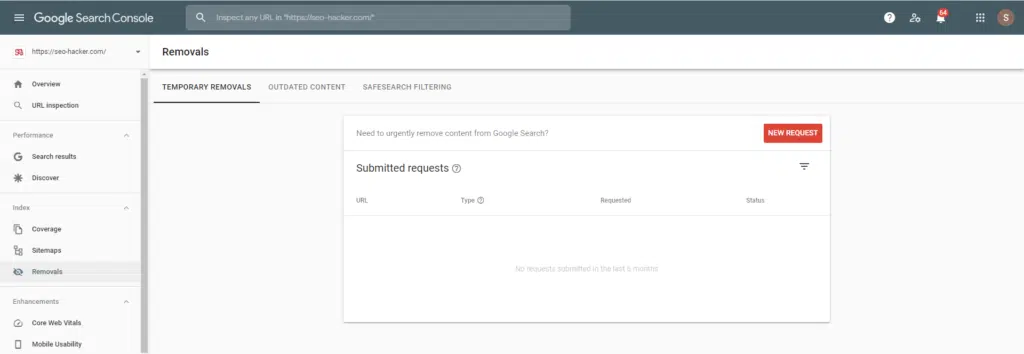 Google Search Console
Inspect any URL in "https://seo-hacker.com/"
?
64
S
https://seo-hacker.com/
Removals
Overview
URL inspection
Performance
Search results
Discover
Index
Coverage
Sitemaps
Removals
Enhancements
Core Web Vitals
Mobile Usability
TEMPORARY REMOVALS OUTDATED CONTENT SAFESEARCH FILTERING
Need to urgently remove content from Google Search?
NEW REQUEST
Submitted requests ?
URL Type ? Requested Status
No requests submitted in the last 6 months